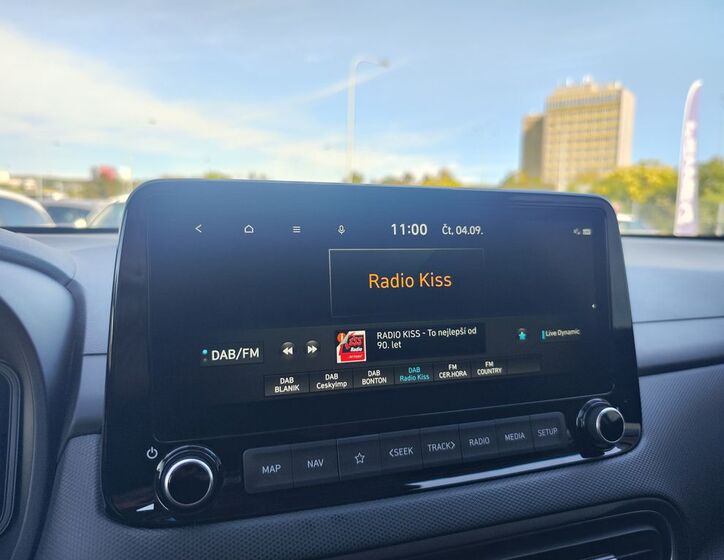 11:00 Čt, 04.09.
Radio Kiss
DAB/FM
Kiss
Radio
RADIO KISS - To nejlepší od
90. let
Live Dynamic
DAB
BLANIK
DAB
CeskyImp
DAB
BONTON
DAB
Radio Kiss
FM
CER.HORA
FM
COUNTRY
MAP
NAV
<SEEK
TRACK>
RADIO
MEDIA
SETUP